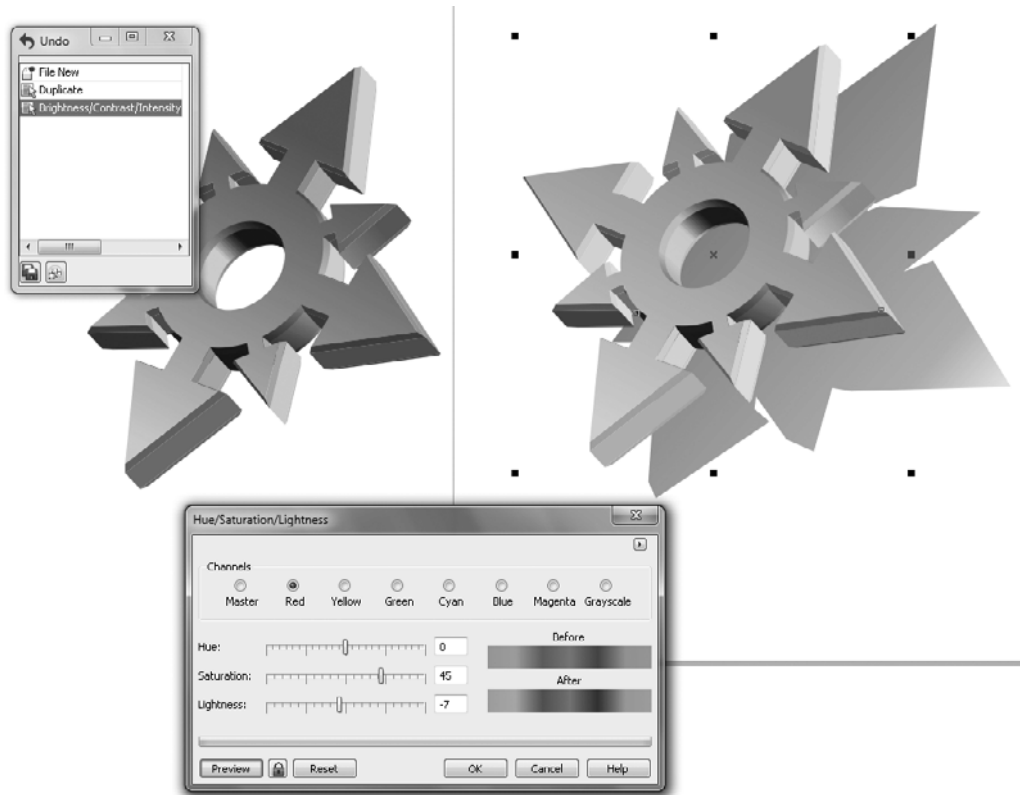 Undo
File New
Duplicate
Brightness/Contrast/Intensity
Hue/Saturation/Lightness
Channels
Master Red Yellow Green Cyan Blue Magenta Grayscale
Hue: 0 Before
Saturation: 45 After
Lightness: -7
Preview Reset OK Cancel Help